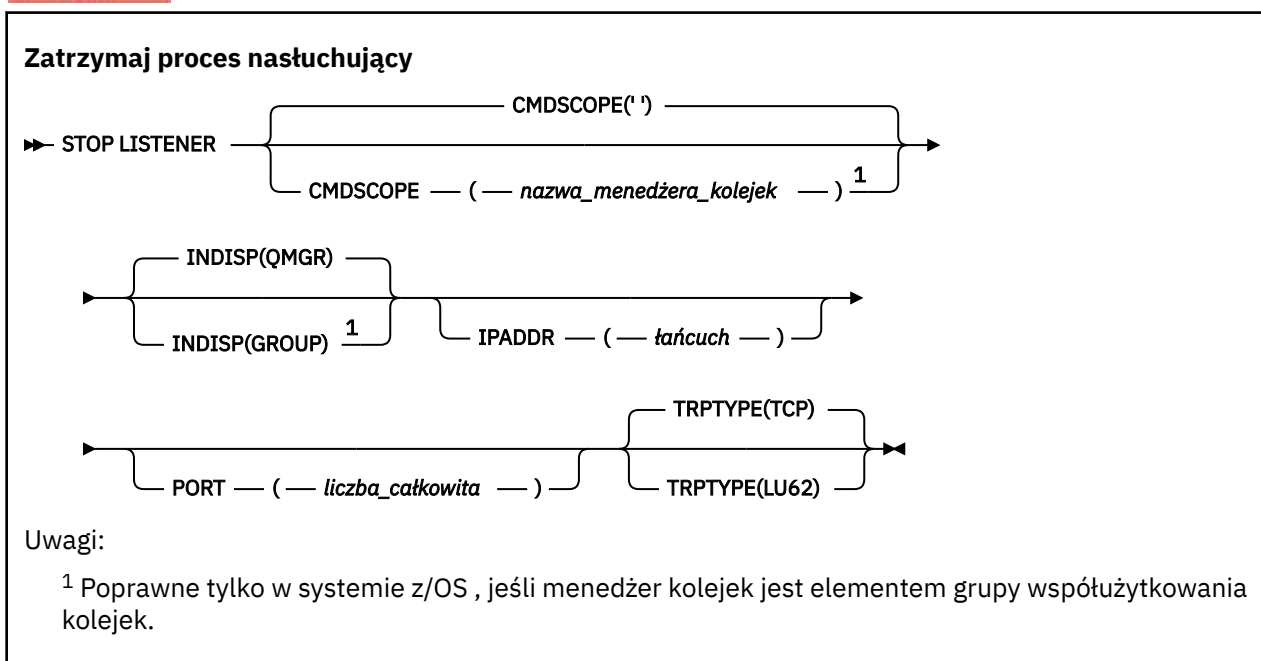 Zatrzymaj proces nasłuchujący
CMDSCOPE(' ')
STOP LISTENER
CMDSCOPE ( nazwa_menedżera_kolejek ) 1
INDISP(QMGR)
INDISP(GROUP) 1
IPADDR ( łańcuch )
TRPTYPE(TCP)
PORT ( liczba_całkowita )
TRPTYPE(LU62)
Uwagi:
1 Poprawne tylko w systemie z/OS , jeśli menedżer kolejek jest elementem grupy współużytkowania
kolejek.